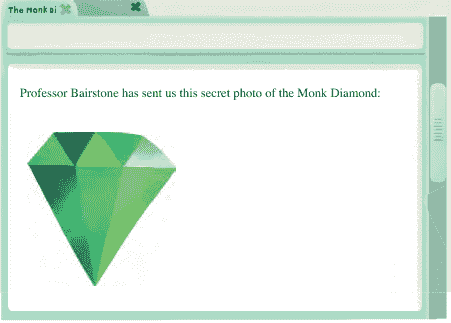 The Monk Di
Professor Bairstone has sent us this secret photo of the Monk Diamond: